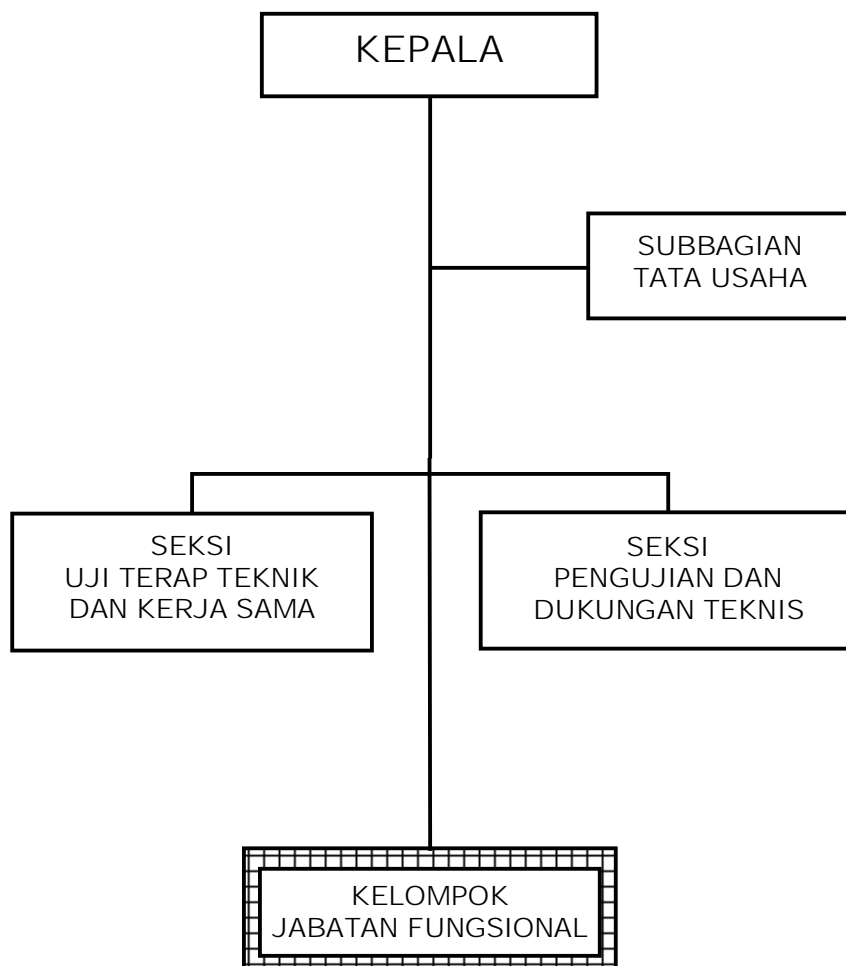 KEPALA
SUBBAGIAN
TATA USAHA
SEKSI
UJI TERAP TEKNIK
DAN KERJA SAMA
SEKSI
PENGUJIAN DAN
DUKUNGAN TEKNIS
KELOMPOK
JABATAN FUNGSIONAL